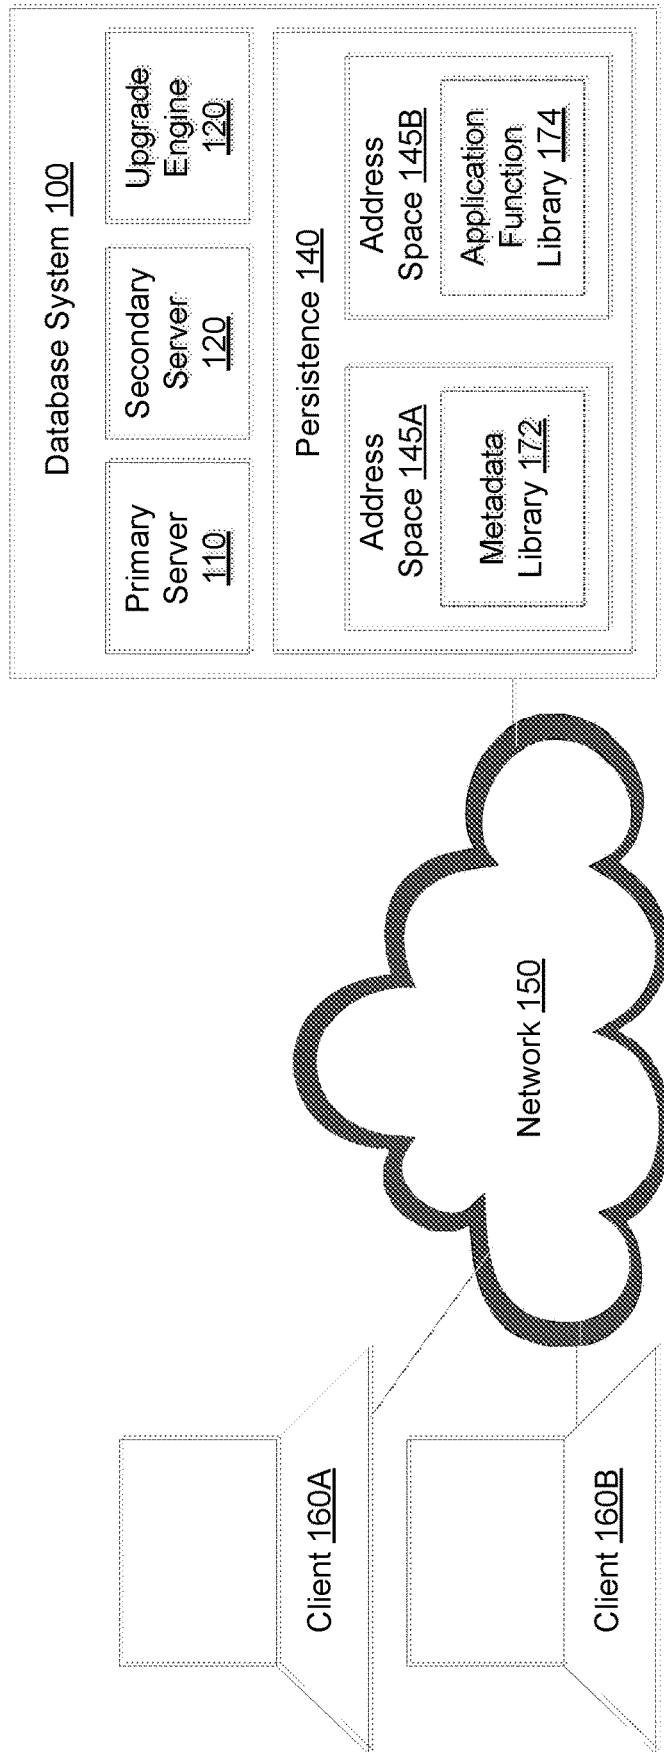 Database System 100
Primary
Server
110
Secondary
Server
120
Upgrade
Engine
120
Persistence 140
Address
Space 145A
Metadata
Library 172
Address
Space 145B
Application
Function
Library 174
Network 150
Client 160A
Client 160B